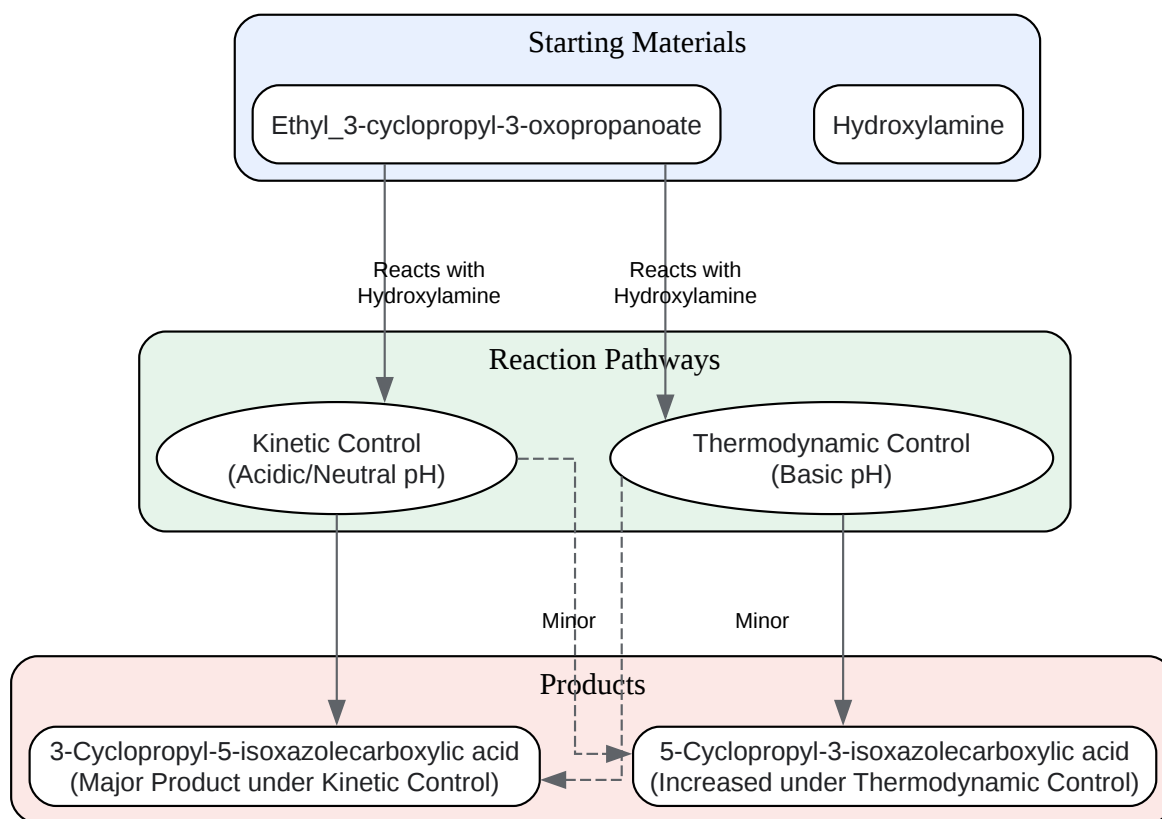 Starting Materials
Ethyl_3-cyclopropyl-3-oxopropanoate
Hydroxylamine
Reacts with
Hydroxylamine
Reacts with
Hydroxylamine
Reaction Pathways
Kinetic Control
(Acidic/Neutral pH)
Thermodynamic Control
(Basic pH)
Minor
Minor
Products
3-Cyclopropyl-5-isoxazolecarboxylic acid
(Major Product under Kinetic Control)
5-Cyclopropyl-3-isoxazolecarboxylic acid
(Increased under Thermodynamic Control)